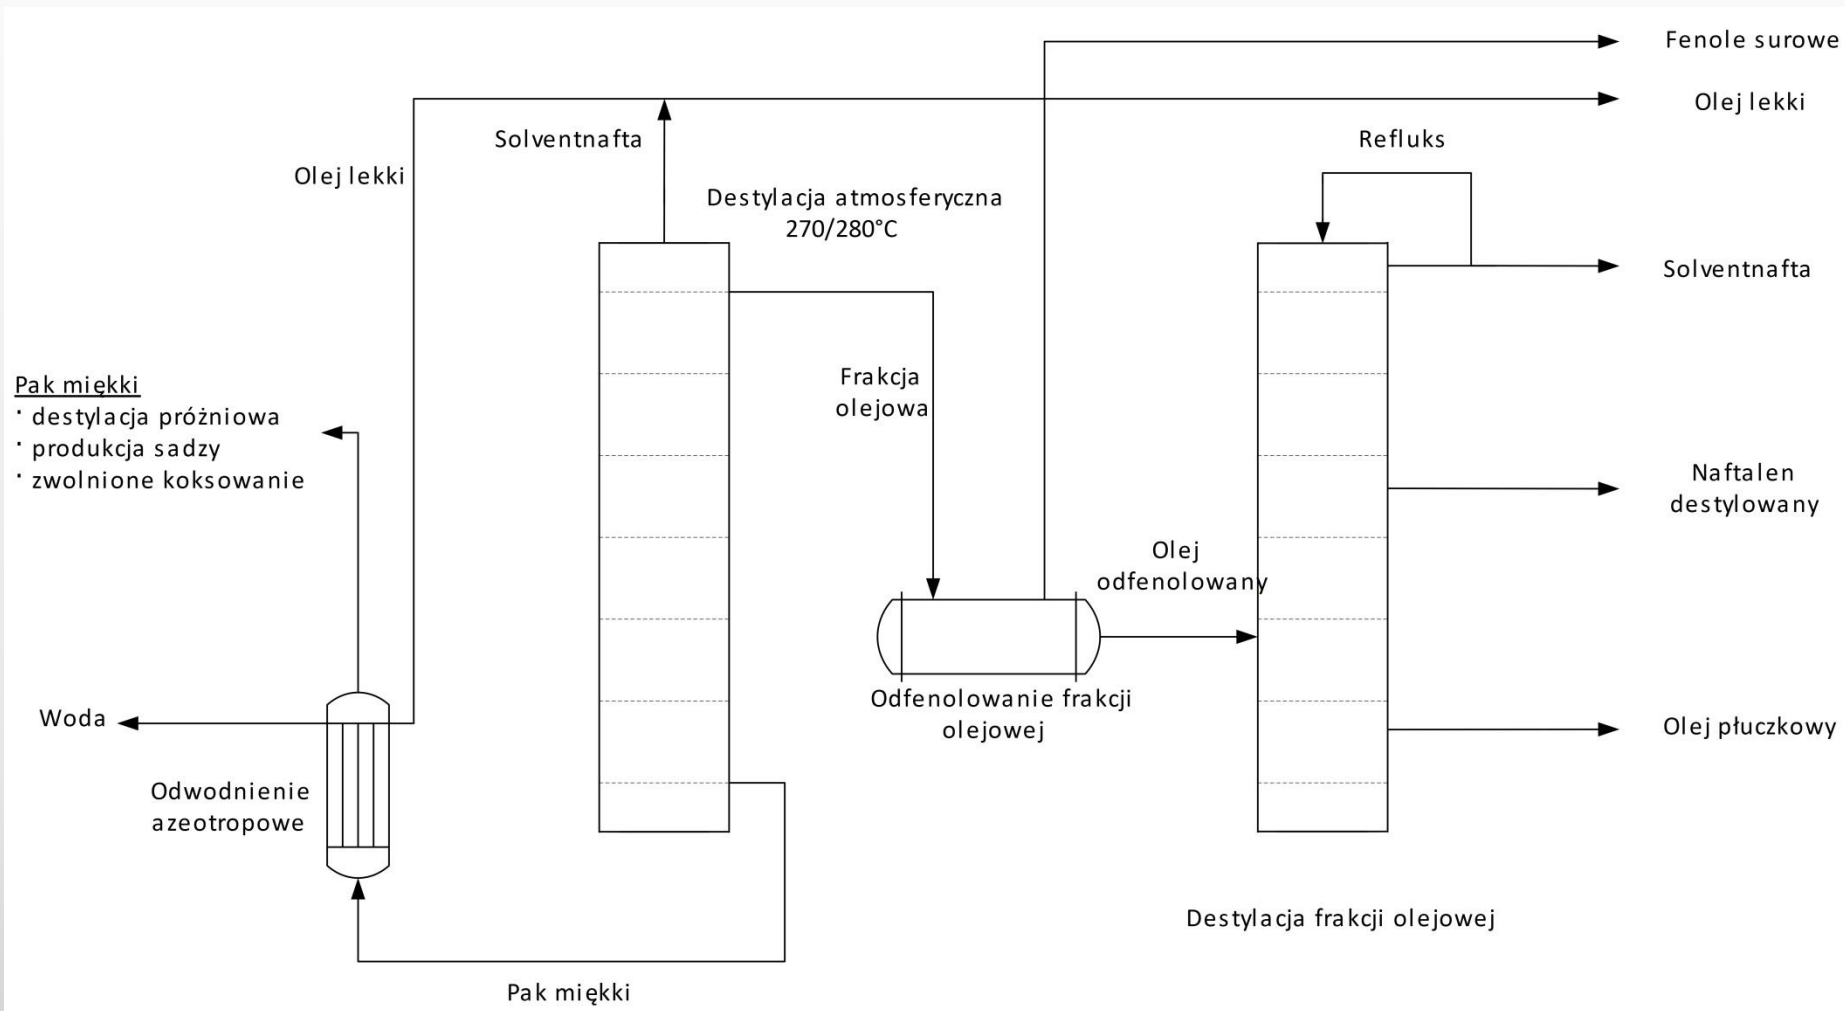 Fenole surowe
Olej lekki
Solventnafta
Refluks
Olej lekki
Destylacja atmosferyczna
270/280°C
Solventnafta
Frakcja
olejowa
Pak miękki
· destylacja próżniowa
· produkcja sadzy
· zwolnione koksowanie
Naftalen
destylowany
Olej
odfenolowany
Odfenolowanie frakcji
olejowej
Woda
Olej płuczkowy
Odwodnienie
azeotropowe
Destylacja frakcji olejowej
Pak miękki